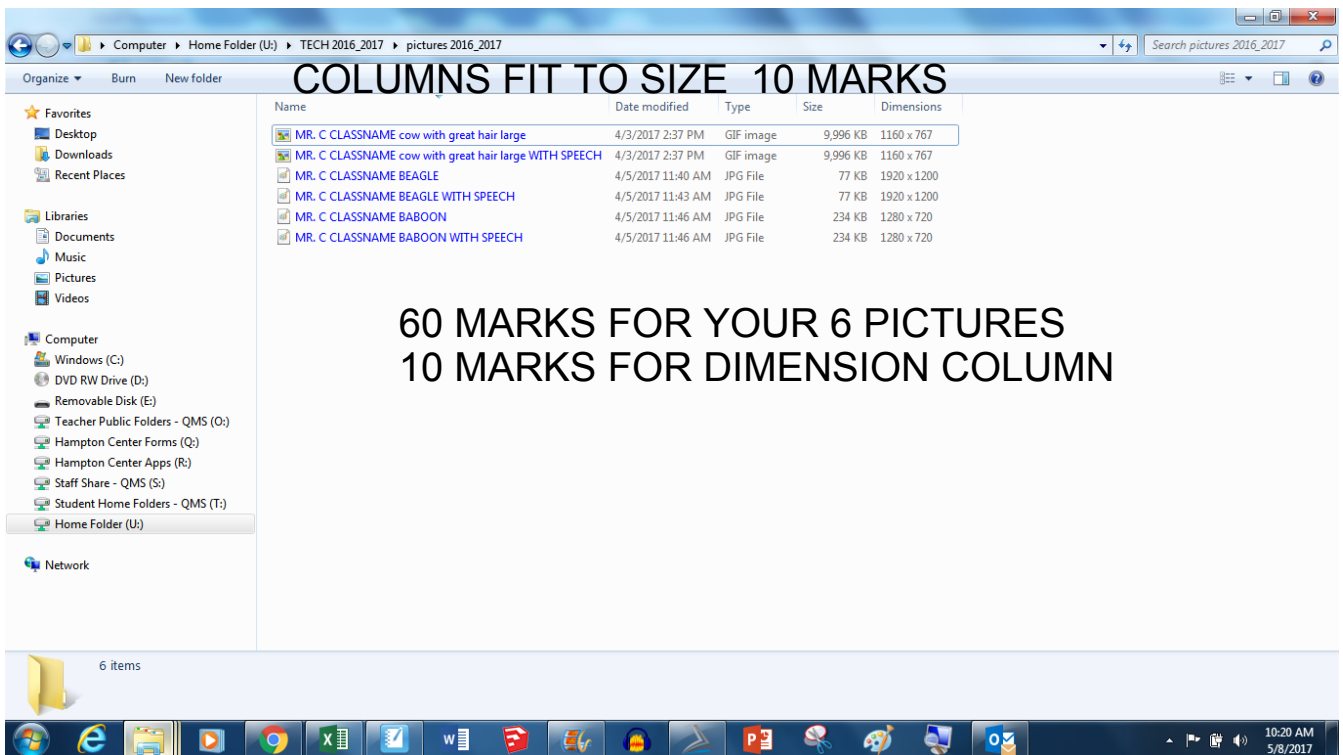 Computer ▸ Home Folder (U:) ▸ TECH 2016_2017 ▸ pictures 2016_2017
Search pictures 2016_2017
Organize Burn New folder
COLUMNS FIT TO SIZE 10 MARKS
Name Date modified Type Size Dimensions
MR. C CLASSNAME cow with great hair large 4/3/2017 2:37 PM GIF image 9,996 KB 1160 x 767
MR. C CLASSNAME cow with great hair large WITH SPEECH 4/3/2017 2:37 PM GIF image 9,996 KB 1160 x 767
MR. C CLASSNAME BEAGLE 4/5/2017 11:40 AM JPG File 77 KB 1920 x 1200
MR. C CLASSNAME BEAGLE WITH SPEECH 4/5/2017 11:43 AM JPG File 77 KB 1920 x 1200
MR. C CLASSNAME BABOON 4/5/2017 11:46 AM JPG File 234 KB 1280 x 720
MR. C CLASSNAME BABOON WITH SPEECH 4/5/2017 11:46 AM JPG File 234 KB 1280 x 720
Favorites
Desktop
Downloads
Recent Places
Libraries
Documents
Music
Pictures
Videos
Computer
Windows (C:)
DVD RW Drive (D:)
Removable Disk (E:)
Teacher Public Folders - QMS (O:)
Hampton Center Forms (Q:)
Hampton Center Apps (R:)
Staff Share - QMS (S:)
Student Home Folders - QMS (T:)
Home Folder (U:)
Network
60 MARKS FOR YOUR 6 PICTURES
10 MARKS FOR DIMENSION COLUMN
6 items
10:20 AM
5/8/2017